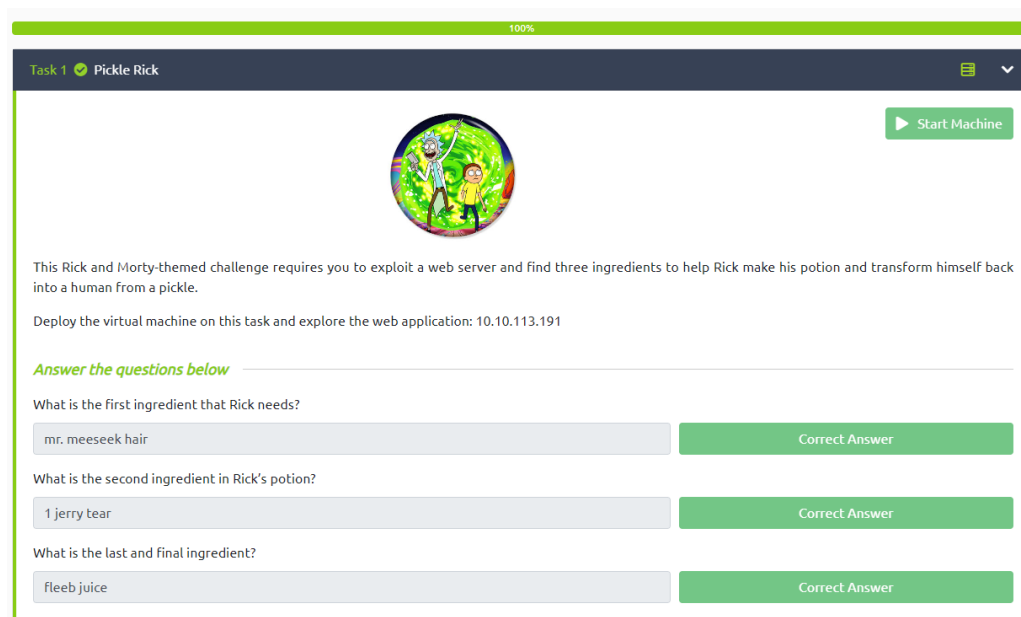 100%
Task 1 Pickle Rick
Start Machine
This Rick and Morty-themed challenge requires you to exploit a web server and find three ingredients to help Rick make his potion and transform himself back
into a human from a pickle.
Deploy the virtual machine on this task and explore the web application: 10.10.113.191
Answer the questions below
What is the first ingredient that Rick needs?
mr. meeseek hair
Correct Answer
What is the second ingredient in Rick’s potion?
1 jerry tear
Correct Answer
What is the last and final ingredient?
fleeb juice
Correct Answer